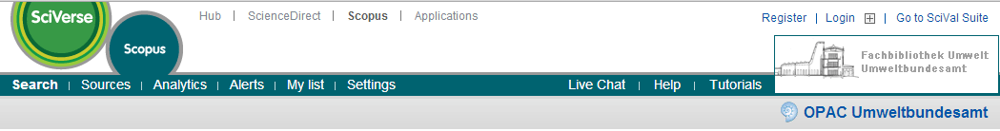 SciVerse
Scopus
Hub | ScienceDirect | Scopus | Applications
Register | Login | Go to SciVal Suite
Fachbibliothek Umwelt
Umweltbundesamt
Search | Sources | Analytics | Alerts | My list | Settings
Live Chat | Help | Tutorials
OPAC Umweltbundesamt